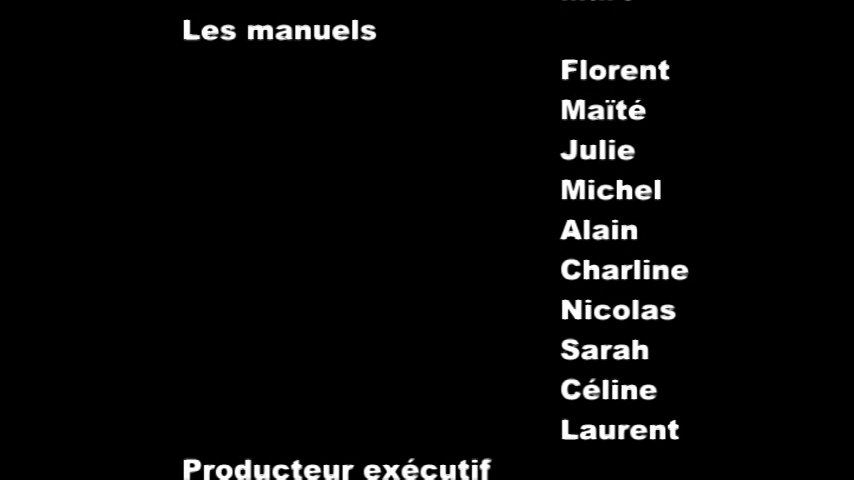 Les manuels
Florent
Maïté
Julie
Michel
Alain
Charline
Nicolas
Sarah
Céline
Laurent
Producteur exécutif